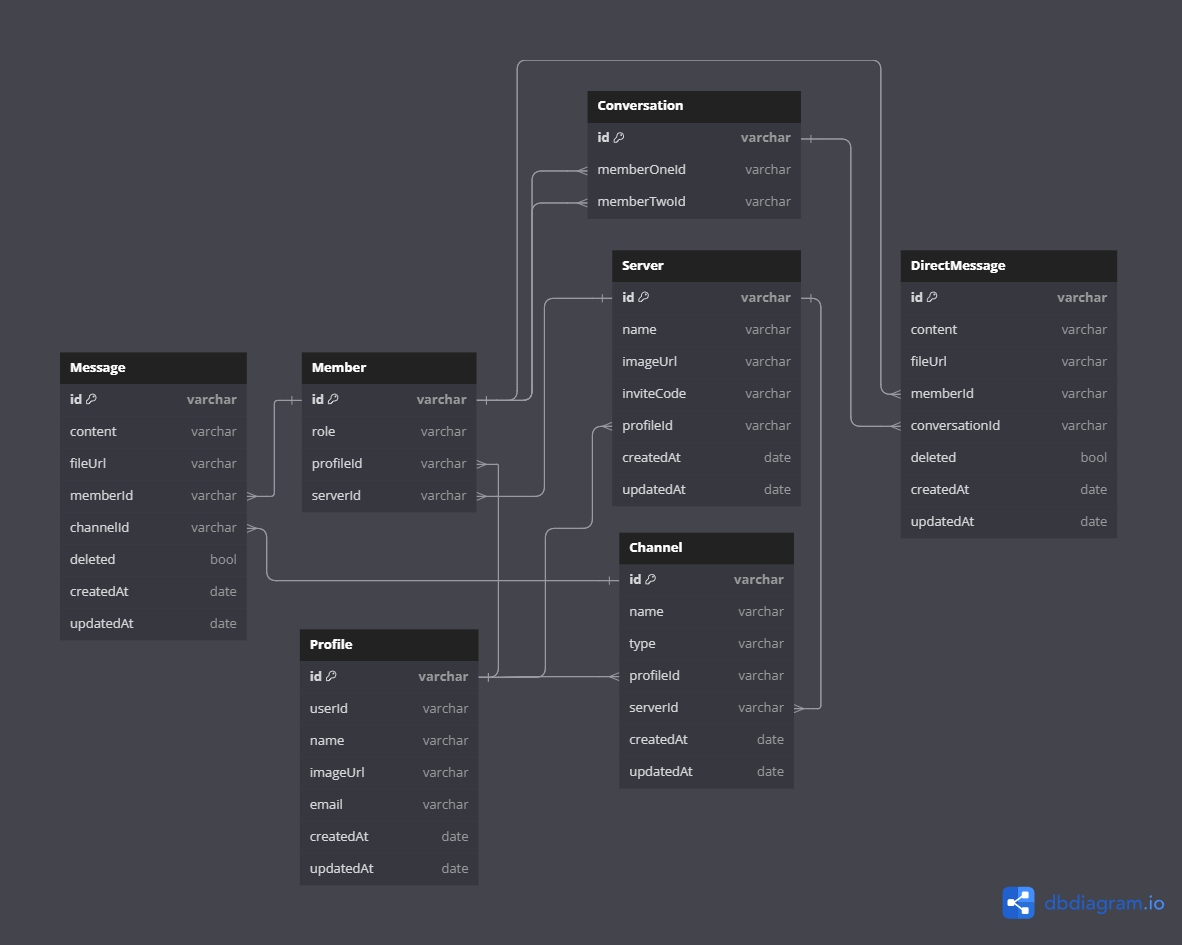 Conversation
id varchar
memberOneId varchar
memberTwoId varchar
Server
id varchar
name varchar
imageUrl varchar
inviteCode varchar
profileId varchar
createdAt date
updatedAt date
DirectMessage
id varchar
content varchar
fileUrl varchar
memberId varchar
conversationId varchar
deleted bool
createdAt date
updatedAt date
Message
id varchar
content varchar
fileUrl varchar
memberId varchar
channelId varchar
deleted bool
createdAt date
updatedAt date
Member
id varchar
role varchar
profileId varchar
serverId varchar
Channel
id varchar
name varchar
type varchar
profileId varchar
serverId varchar
createdAt date
updatedAt date
Profile
id varchar
userId varchar
name varchar
imageUrl varchar
email varchar
createdAt date
updatedAt date
dbdiagram.io